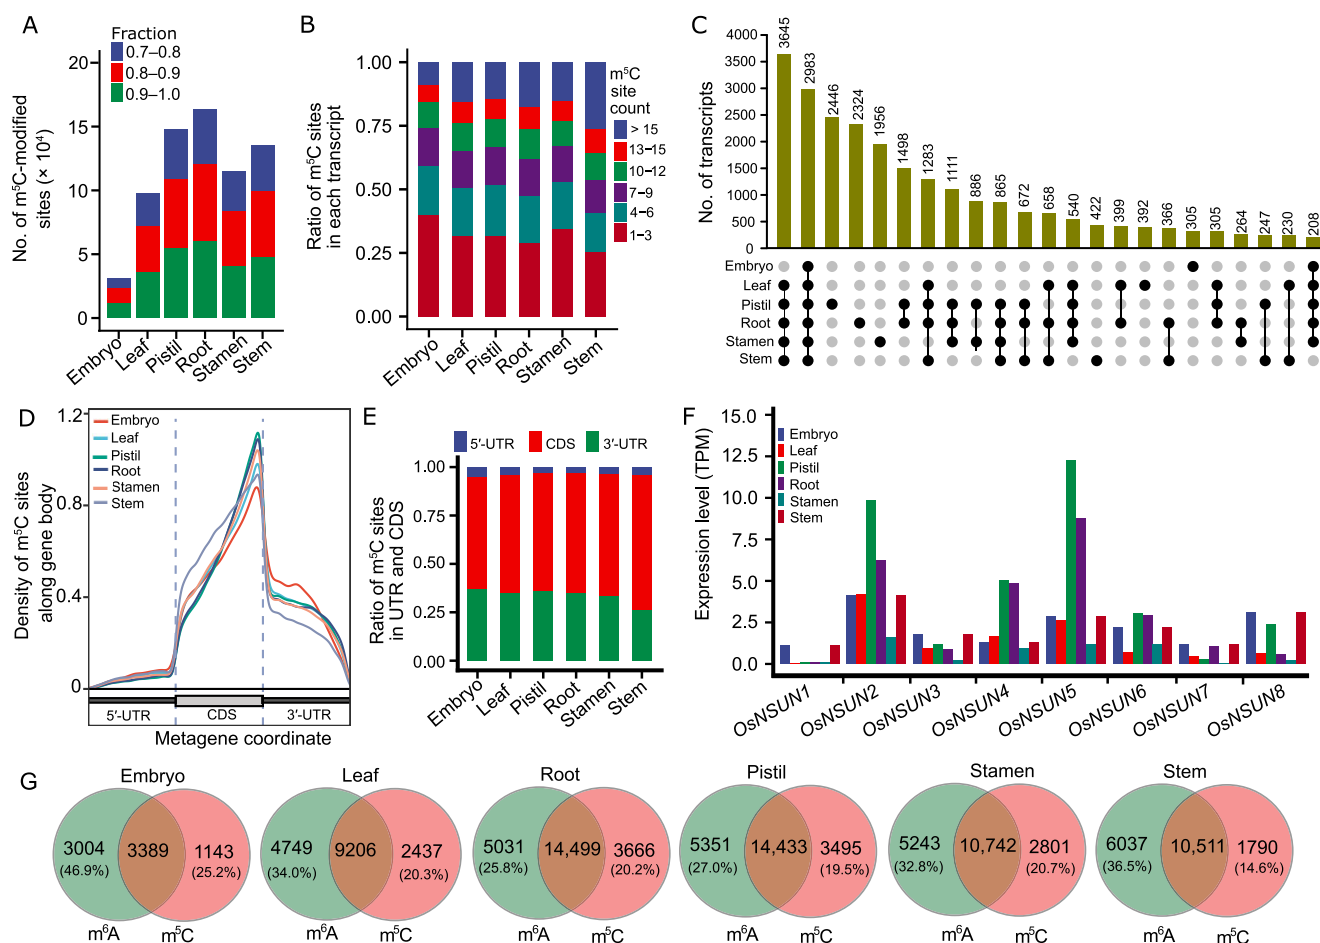 A
Fraction
0.7–0.8
0.8–0.9
0.9–1.0
No. of m⁵C-modified
sites (× 10⁴)
20
15
10
5
0
Embryo
Leaf
Pistil
Root
Stamen
Stem
B
Ratio of m⁵C sites
in each transcript
1.00
0.75
0.50
0.25
0.00
Embryo
Leaf
Pistil
Root
Stamen
Stem
m⁵C
site
count
> 15
13–15
10–12
7–9
4–6
1–3
C
No. of transcripts
4000
3500
3000
2500
2000
1500
1000
500
0
3645
2983
2446
2324
1956
1498
1283
1111
886
865
672
658
540
422
399
392
366
305
305
264
247
230
208
Embryo
Leaf
Pistil
Root
Stamen
Stem
D
Density of m⁵C sites
along gene body
1.2
0.8
0.4
0
Embryo
Leaf
Pistil
Root
Stamen
Stem
5′-UTR
CDS
3′-UTR
Metagene coordinate
E
5′-UTR
CDS
3′-UTR
Ratio of m⁵C sites
in UTR and CDS
1.00
0.75
0.50
0.25
0.00
Embryo
Leaf
Pistil
Root
Stamen
Stem
F
Expression level (TPM)
15.0
12.5
10.0
7.5
5.0
2.5
0.0
Embryo
Leaf
Pistil
Root
Stamen
Stem
OsNSUN1
OsNSUN2
OsNSUN3
OsNSUN4
OsNSUN5
OsNSUN6
OsNSUN7
OsNSUN8
G
Embryo
3004
(46.9%)
3389
1143
(25.2%)
m⁶A
m⁵C
Leaf
4749
(34.0%)
9206
2437
(20.3%)
m⁶A
m⁵C
Root
5031
(25.8%)
14,499
3666
(20.2%)
m⁶A
m⁵C
Pistil
5351
(27.0%)
14,433
3495
(19.5%)
m⁶A
m⁵C
Stamen
5243
(32.8%)
10,742
2801
(20.7%)
m⁶A
m⁵C
Stem
6037
(36.5%)
10,511
1790
(14.6%)
m⁶A
m⁵C